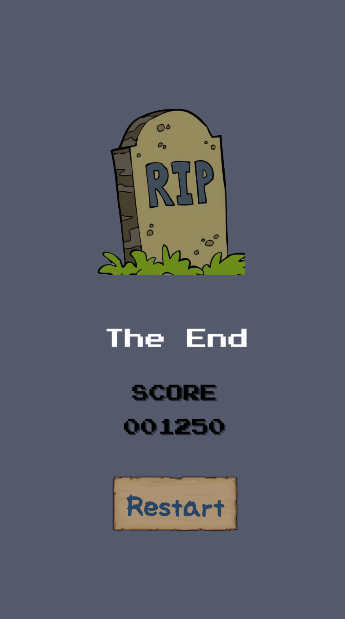 RIP
The End
SCORE
001250
Restart